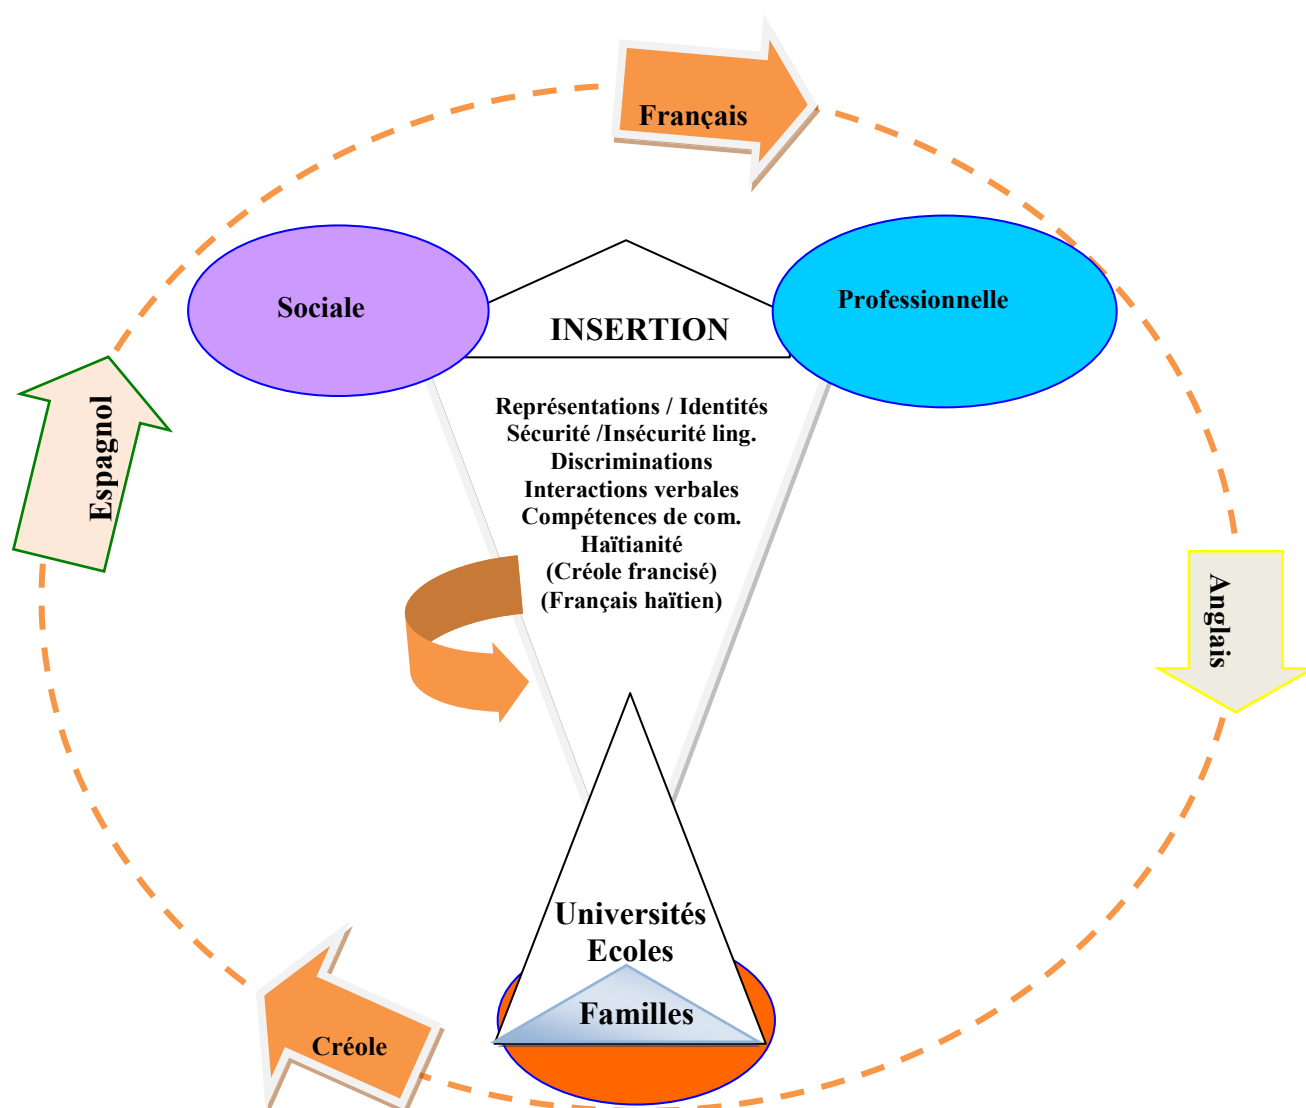 Français
Sociale
Professionnelle
INSERTION
Espagnol
Représentations / Identités
Sécurité /Insécurité ling.
Discriminations
Interactions verbales
Compétences de com.
Haïtianité
(Créole francisé)
(Français haïtien)
Anglais
Universités
Ecoles
Familles
Créole